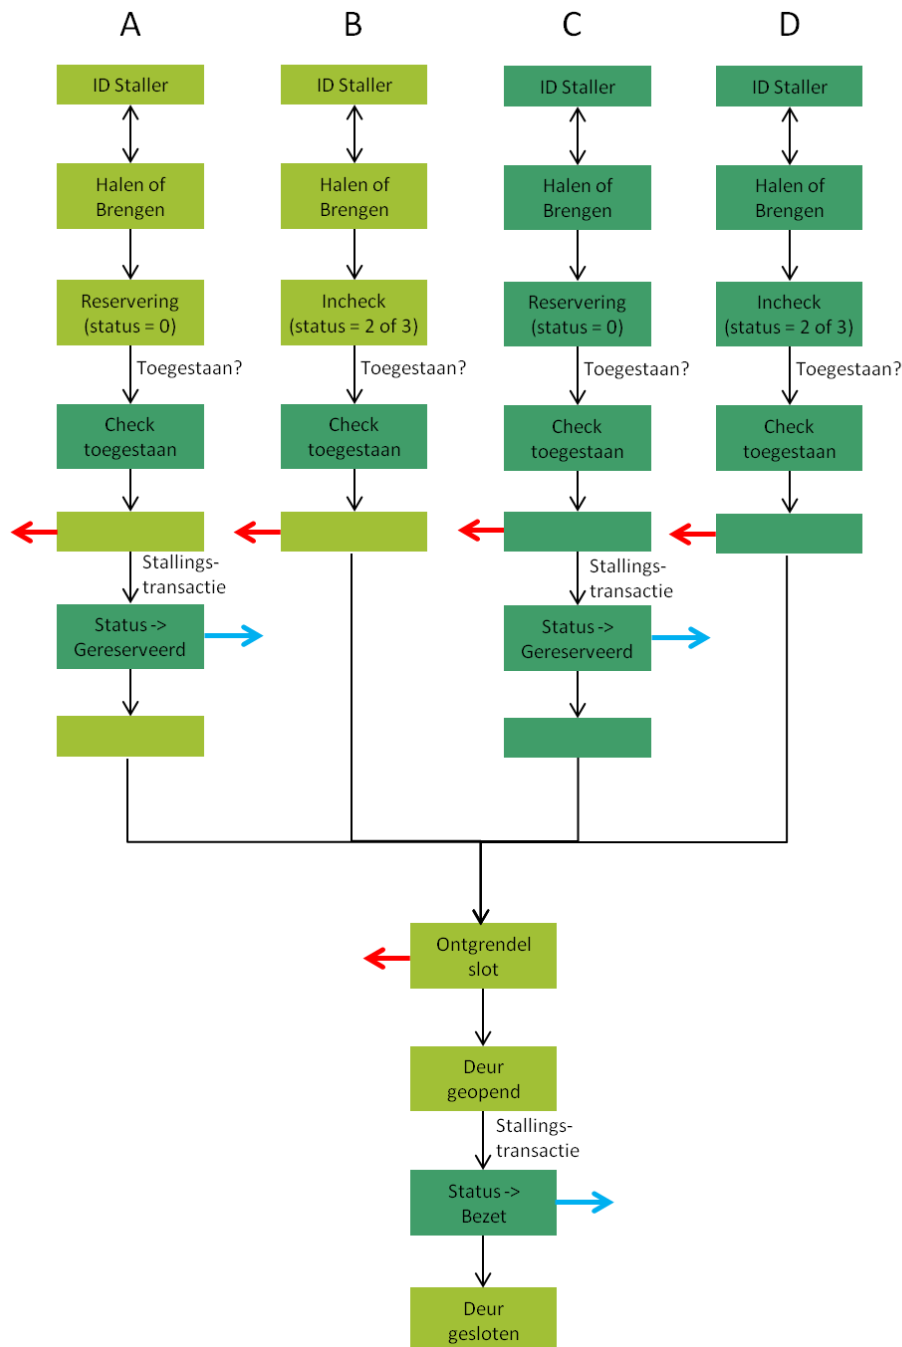 A
B
C
D
ID Staller
ID Staller
ID Staller
ID Staller
Halen of
Brengen
Halen of
Brengen
Halen of
Brengen
Halen of
Brengen
Reservering
(status = 0)
Incheck
(status = 2 of 3)
Reservering
(status = 0)
Incheck
(status = 2 of 3)
Toegestaan?
Toegestaan?
Toegestaan?
Toegestaan?
Check
toegestaan
Check
toegestaan
Check
toegestaan
Check
toegestaan
Stallings-
transactie
Stallings-
transactie
Status ->
Gereserveerd
Status ->
Gereserveerd
Ontgrendel
slot
Deur
geopend
Stallings-
transactie
Status ->
Bezet
Deur
gesloten